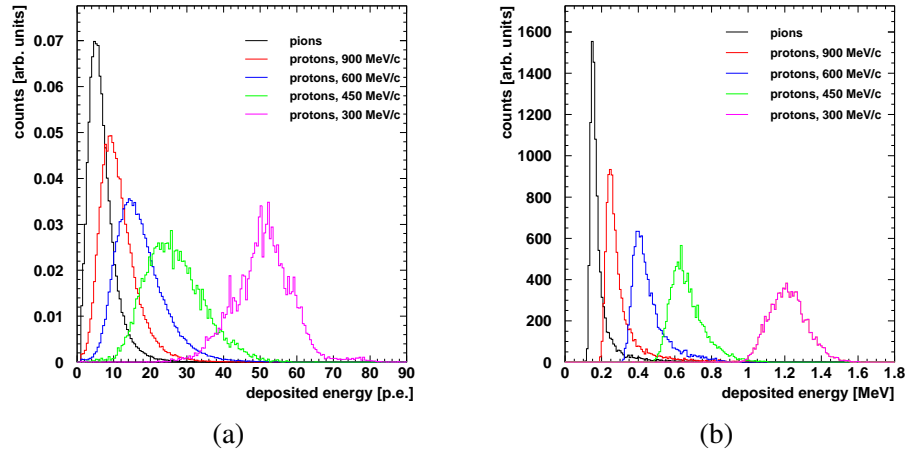 counts [arb. units]
0.07
0.06
0.05
0.04
0.03
0.02
0.01
0
pions
protons, 900 MeV/c
protons, 600 MeV/c
protons, 450 MeV/c
protons, 300 MeV/c
0 10 20 30 40 50 60 70 80 90
deposited energy [p.e.]
(a)
counts [arb. units]
1600
1400
1200
1000
800
600
400
200
0
pions
protons, 900 MeV/c
protons, 600 MeV/c
protons, 450 MeV/c
protons, 300 MeV/c
0 0.2 0.4 0.6 0.8 1 1.2 1.4 1.6 1.8
deposited energy [MeV]
(b)